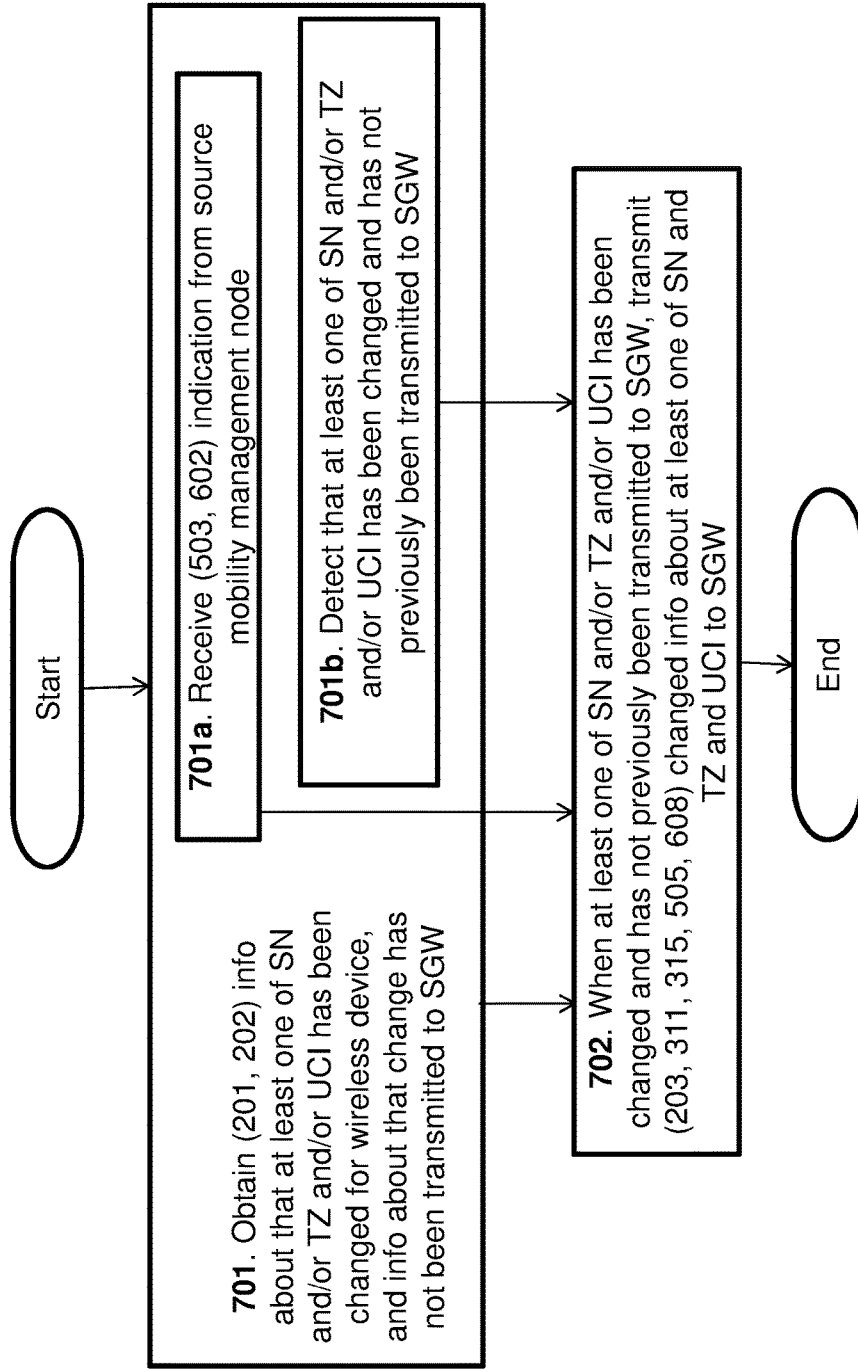 Start
701. Obtain (201, 202) info
about that at least one of SN
and/or TZ and/or UCI has been
changed for wireless device,
and info about that change has
not been transmitted to SGW
701a. Receive (503, 602) indication from source
mobility management node
701b. Detect that at least one of SN and/or TZ
and/or UCI has been changed and has not
previously been transmitted to SGW
702. When at least one of SN and/or TZ and/or UCI has been
changed and has not previously been transmitted to SGW, transmit
(203, 311, 315, 505, 608) changed info about at least one of SN and
TZ and UCI to SGW
End